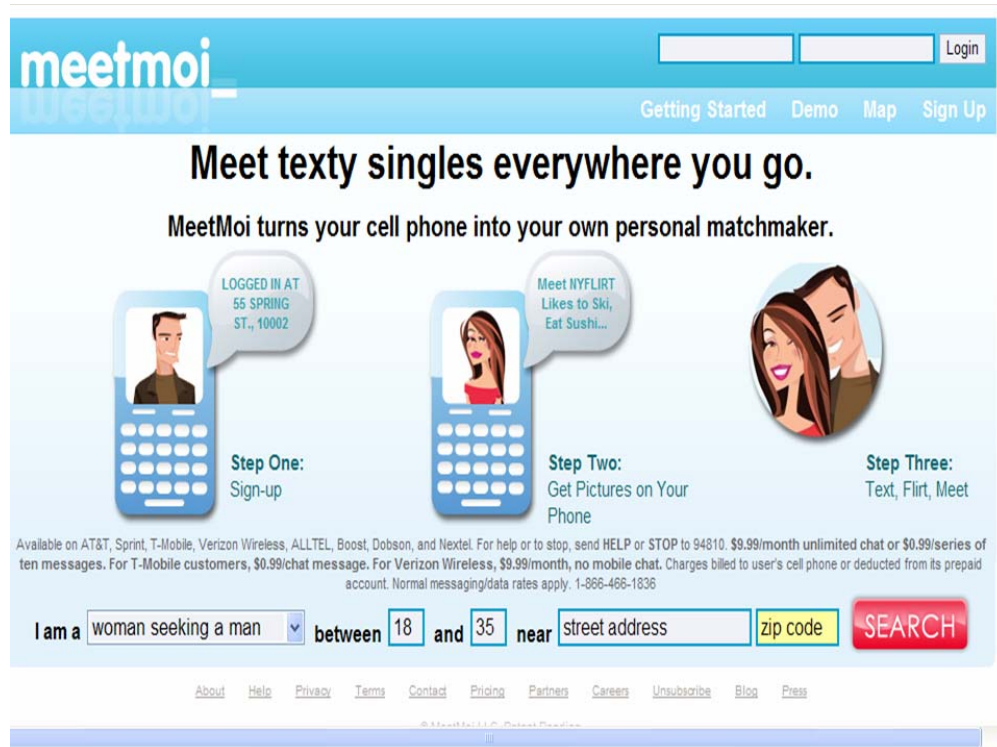 meetmoi_
Login
Getting Started Demo Map Sign Up
Meet texty singles everywhere you go.
MeetMoi turns your cell phone into your own personal matchmaker.
LOGGED IN AT
55 SPRING
ST., 10002
Meet NYFLIRT
Likes to Ski,
Eat Sushi...
Step One:
Sign-up
Step Two:
Get Pictures on Your
Phone
Step Three:
Text, Flirt, Meet
Available on AT&T, Sprint, T-Mobile, Verizon Wireless, ALLTEL, Boost, Dobson, and Nextel. For help or to stop, send HELP or STOP to 94810. $9.99/month unlimited chat or $0.99/series of
ten messages. For T-Mobile customers, $0.99/chat message. For Verizon Wireless, $9.99/month, no mobile chat. Charges billed to user's cell phone or deducted from its prepaid
account. Normal messaging/data rates apply. 1-866-466-1836
I am a woman seeking a man between 18 and 35 near street address zip code SEARCH
About Help Privacy Terms Contact Pricing Partners Careers Unsubscribe Blog Press